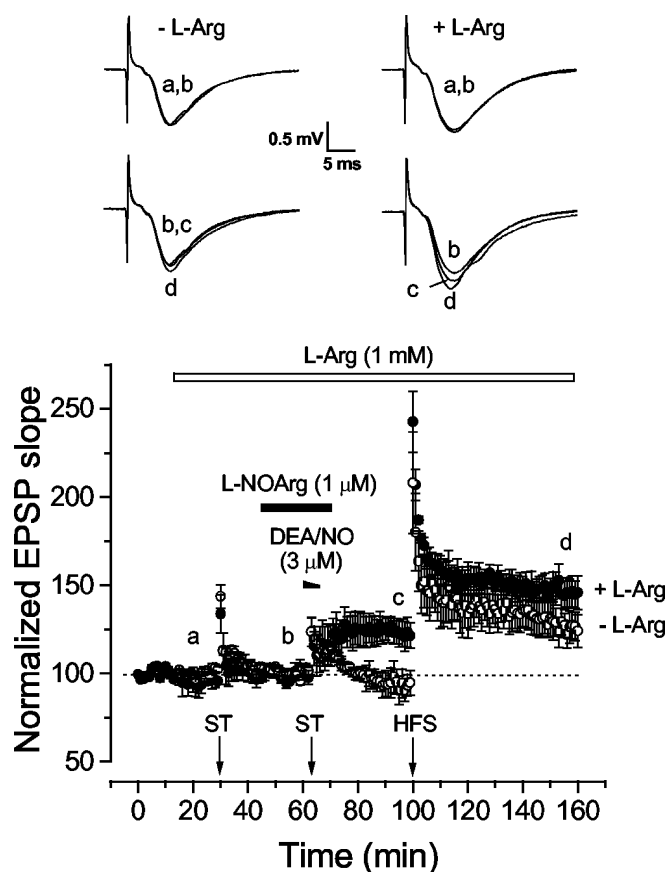 - L-Arg
+ L-Arg
a,b
a,b
0.5 mV
5 ms
b,c
d
b
c
d
L-Arg (1 mM)
250
L-NOArg (1 μM)
200
DEA/NO
(3 μM)
d
150
c
+ L-Arg
a
b
- L-Arg
100
ST
ST
HFS
50
Normalized EPSP slope
0
20
40
60
80
100
120
140
160
Time (min)